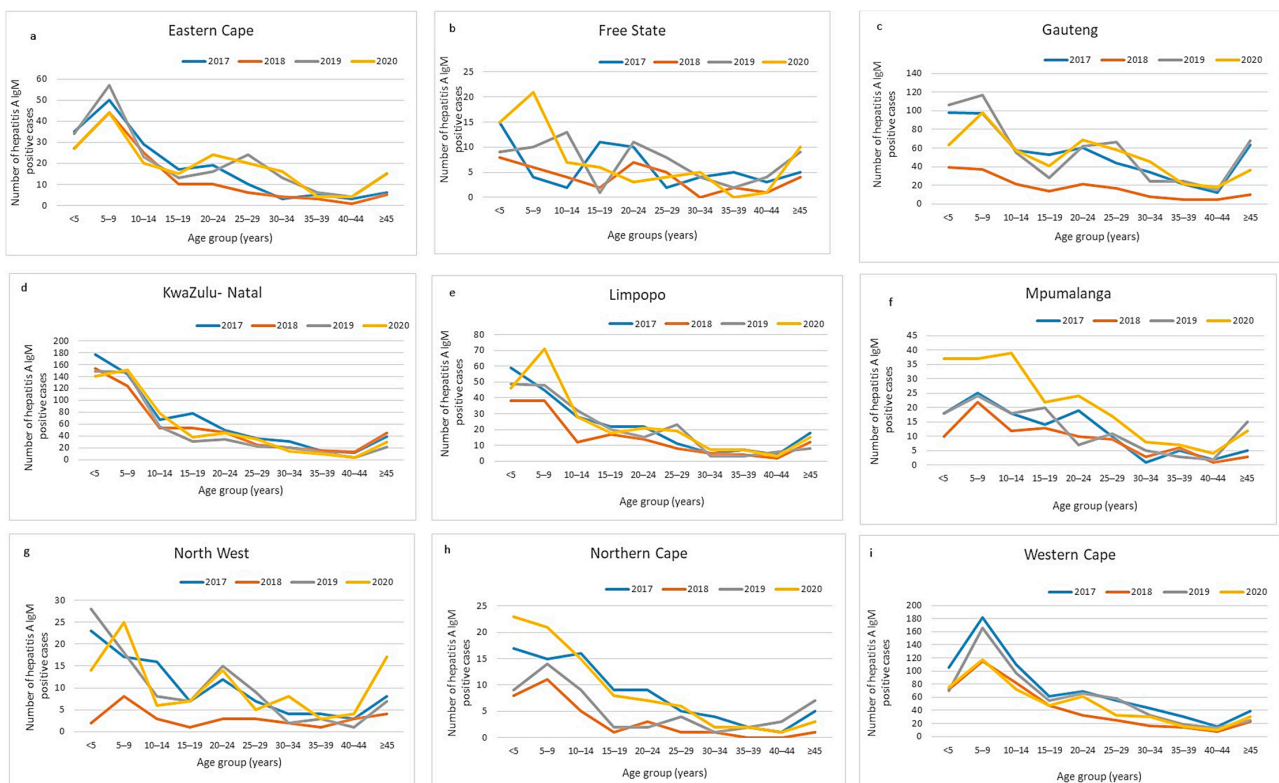 a
Eastern Cape
2017 2018 2019 2020
Number of hepatitis A IgM
positive cases
60
50
40
30
20
10
0
<5 5–9 10–14 15–19 20–24 25–29 30–34 35–39 40–44 ≥45
Age group (years)
b
Free State
2017 2018 2019 2020
Number of hepatitis A IgM
positive cases
25
20
15
10
5
0
<5 5–9 10–14 15–19 20–24 25–29 30–34 35–39 40–44 ≥45
Age groups (years)
c
Gauteng
2017 2018 2019 2020
Number of hepatitis A IgM
positive cases
140
120
100
80
60
40
20
0
<5 5–9 10–14 15–19 20–24 25–29 30–34 35–39 40–44 ≥45
Age group (years)
d
KwaZulu- Natal
2017 2018 2019 2020
Number of hepatitis A IgM
positive cases
200
180
160
140
120
100
80
60
40
20
0
<5 5–9 10–14 15–19 20–24 25–29 30–34 35–39 40–44 ≥45
Age group (years)
e
Limpopo
2017 2018 2019 2020
Number of hepatitis A IgM
positive cases
80
70
60
50
40
30
20
10
0
<5 5–9 10–14 15–19 20–24 25–29 30–34 35–39 40–44 ≥45
Age group (years)
f
Mpumalanga
2017 2018 2019 2020
Number of hepatitis A IgM
positive cases
45
40
35
30
25
20
15
10
5
0
<5 5–9 10–14 15–19 20–24 25–29 30–34 35–39 40–44 ≥45
Age group (years)
g
North West
2017 2018 2019 2020
Number of hepatitis A IgM
positive cases
30
25
20
15
10
5
0
<5 5–9 10–14 15–19 20–24 25–29 30–34 35–39 40–44 ≥45
Age group (years)
h
Northern Cape
2017 2018 2019 2020
Number of hepatitis A IgM
positive cases
25
20
15
10
5
0
<5 5–9 10–14 15–19 20–24 25–29 30–34 35–39 40–44 ≥45
Age group (years)
i
Western Cape
2017 2018 2019 2020
Number of hepatitis A IgM
positive cases
200
180
160
140
120
100
80
60
40
20
0
<5 5–9 10–14 15–19 20–24 25–29 30–34 35–39 40–44 ≥45
Age group (years)